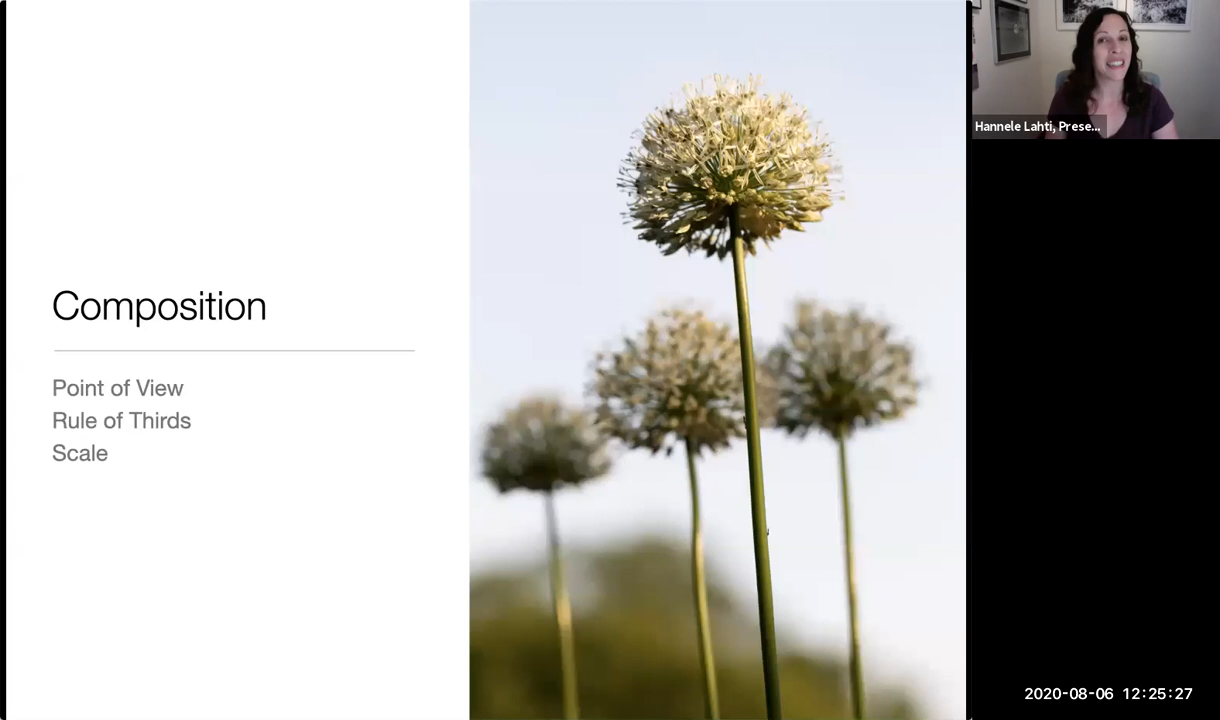 Composition
Point of View
Rule of Thirds
Scale
Hannele Lahti, Prese...
2020-08-06 12:25:27